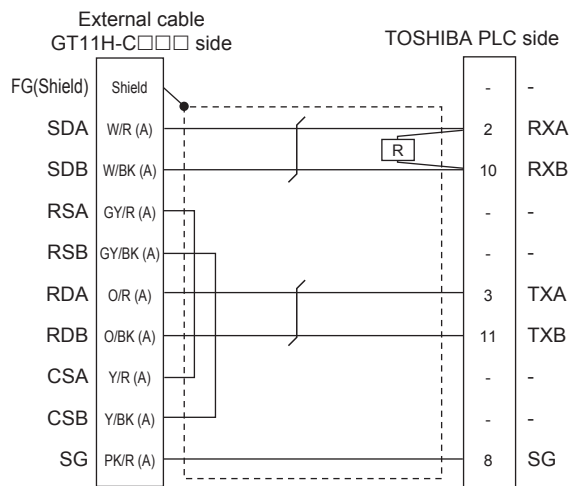 External cable
GT11H-C□□□ side
TOSHIBA PLC side
FG(Shield) Shield - -
SDA W/R (A) 2 RXA
R
SDB W/BK (A) 10 RXB
RSA GY/R (A) - -
RSB GY/BK (A) - -
RDA O/R (A) 3 TXA
RDB O/BK (A) 11 TXB
CSA Y/R (A) - -
CSB Y/BK (A) - -
SG PK/R (A) 8 SG